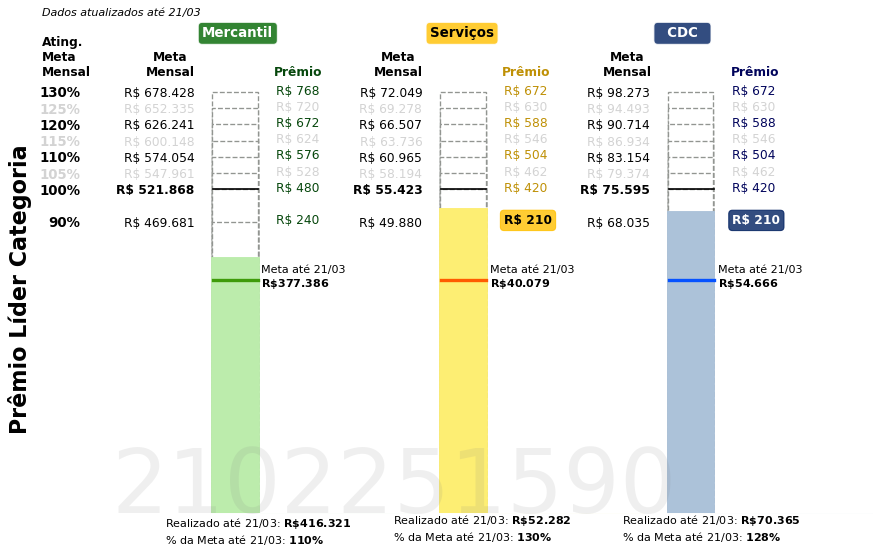 Dados atualizados até 21/03
Mercantil Serviços CDC
Ating.
Meta Meta Meta Meta
Mensal Mensal Prêmio Mensal Prêmio Mensal Prêmio
130% R$ 678.428 R$ 768 R$ 72.049 R$ 672 R$ 98.273 R$ 672
125% R$ 652.335 R$ 720 R$ 69.278 R$ 630 R$ 94.493 R$ 630
120% R$ 626.241 R$ 672 R$ 66.507 R$ 588 R$ 90.714 R$ 588
115% R$ 600.148 R$ 624 R$ 63.736 R$ 546 R$ 86.934 R$ 546
110% R$ 574.054 R$ 576 R$ 60.965 R$ 504 R$ 83.154 R$ 504
105% R$ 547.961 R$ 528 R$ 58.194 R$ 462 R$ 79.374 R$ 462
100% R$ 521.868 R$ 480 R$ 55.423 R$ 420 R$ 75.595 R$ 420
90% R$ 469.681 R$ 240 R$ 49.880 R$ 210 R$ 68.035 R$ 210
Meta até 21/03 Meta até 21/03 Meta até 21/03
R$377.386 R$40.079 R$54.666
Prêmio Líder Categoria
2102251590
Realizado até 21/03: R$416.321 Realizado até 21/03: R$52.282 Realizado até 21/03: R$70.365
% da Meta até 21/03: 110% % da Meta até 21/03: 130% % da Meta até 21/03: 128%